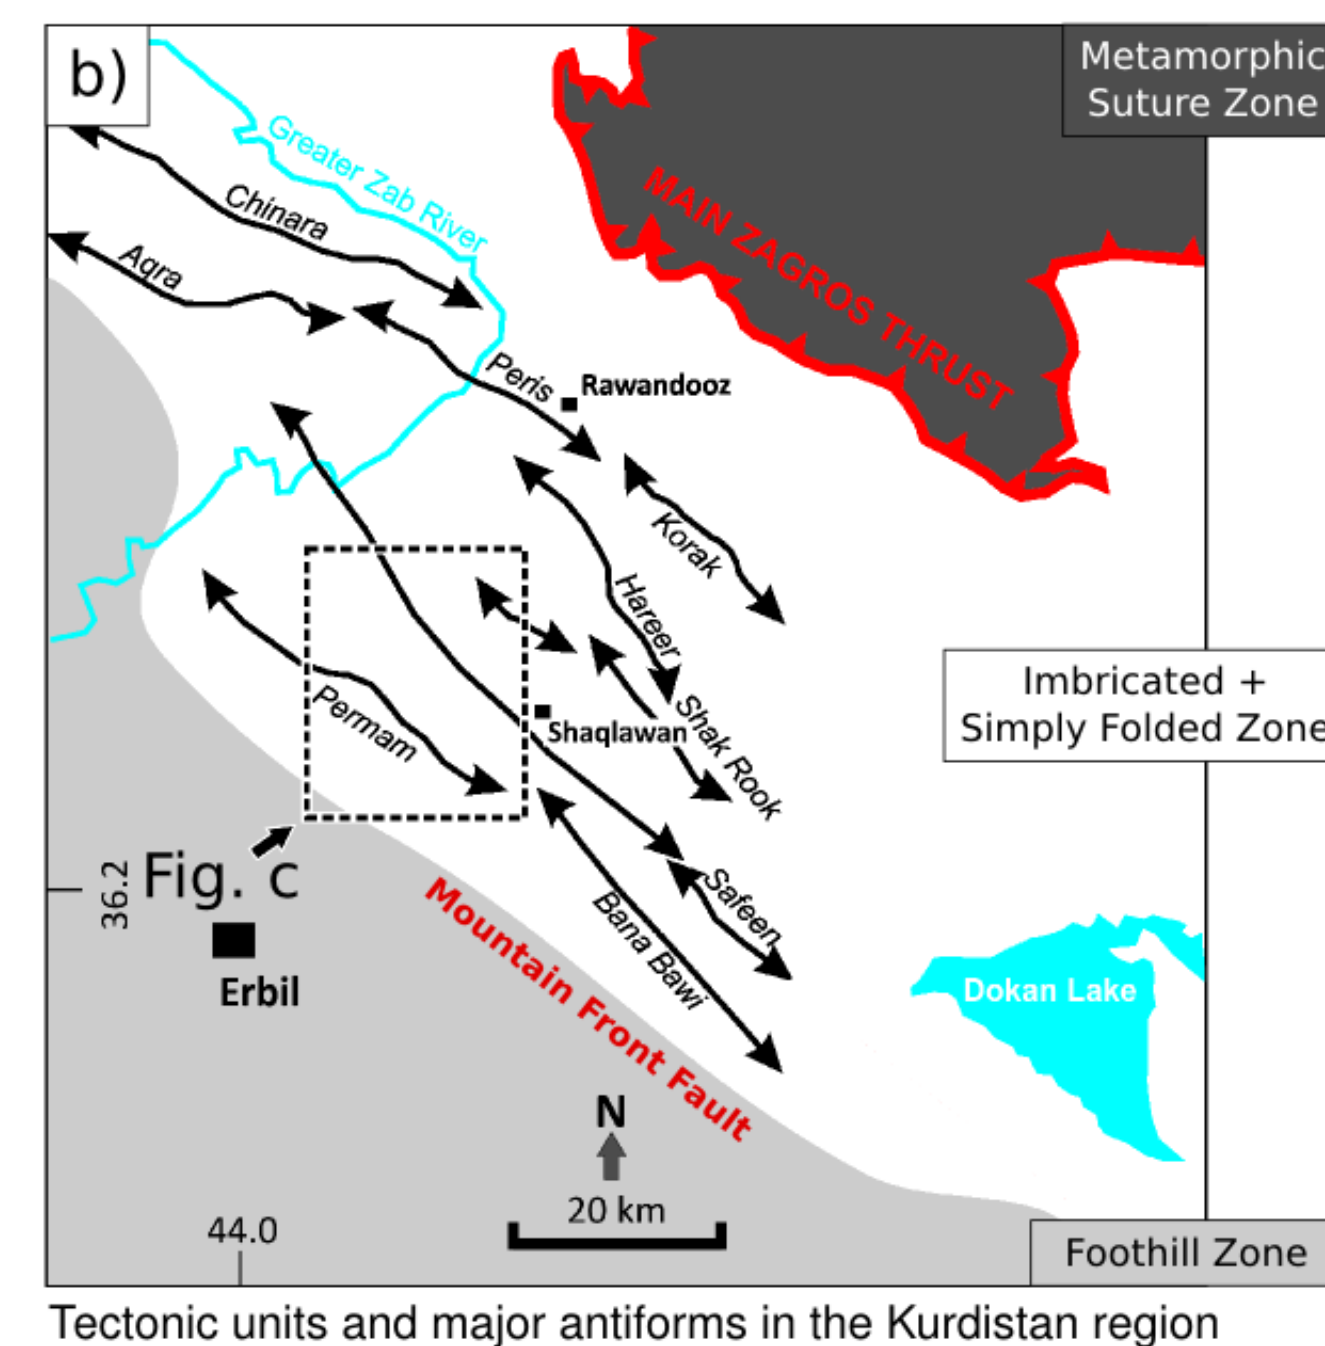 b)
Metamorphic
Suture Zone
Greater Zab River
Chinara
Aqra
MAIN ZAGROS THRUST
Peris
Rawandooz
Korak
Hareer
Permam
Shaqlawan
Shak Rook
Imbricated +
Simply Folded Zone
36.2
Fig. c
Safeen
Bana Bawi
Mountain Front Fault
Erbil
Dokan Lake
N
20 km
44.0
Foothill Zone
Tectonic units and major antiforms in the Kurdistan region